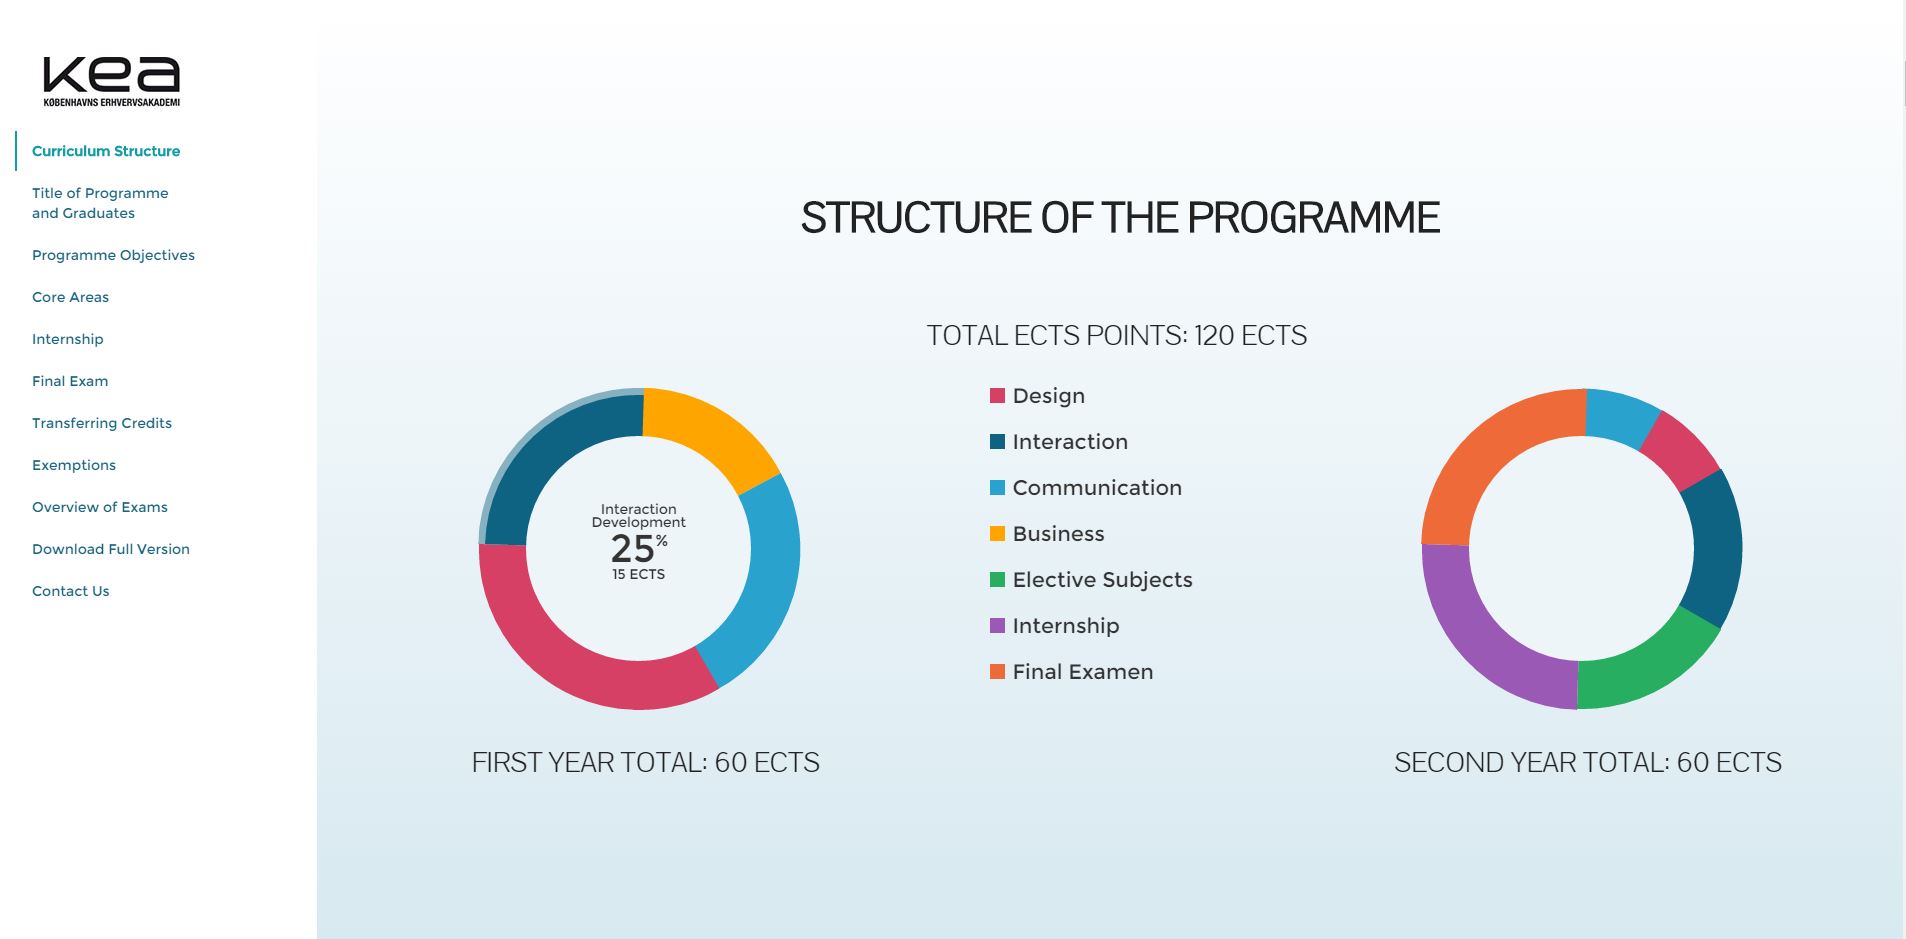 kea
KØBENHAVNS ERHVERVSAKADEMI
Curriculum Structure
Title of Programme
and Graduates
Programme Objectives
Core Areas
Internship
Final Exam
Transferring Credits
Exemptions
Overview of Exams
Download Full Version
Contact Us
STRUCTURE OF THE PROGRAMME
TOTAL ECTS POINTS: 120 ECTS
Interaction
Development
25%
15 ECTS
FIRST YEAR TOTAL: 60 ECTS
Design
Interaction
Communication
Business
Elective Subjects
Internship
Final Examen
SECOND YEAR TOTAL: 60 ECTS